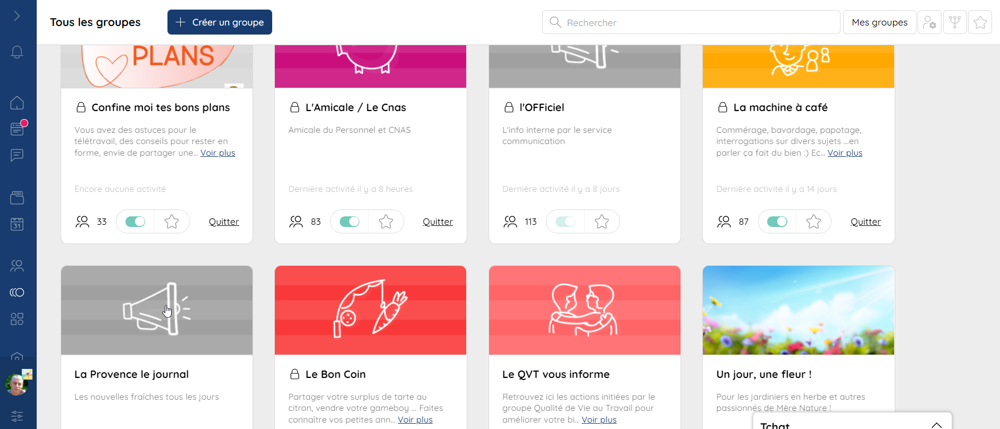 Tous les groupes
Créer un groupe
Rechercher
Mes groupes
PLANS
Confine moi tes bons plans
Vous avez des astuces pour le
télétravail, des conseils pour rester en
forme, envie de partager une... Voir plus
Encore aucune activité
33
Quitter
L'Amicale / Le Cnas
Amicale du Personnel et CNAS
Dernière activité il y a 8 heures
83
Quitter
l'OFFiciel
L'info interne par le service
communication
Dernière activité il y a 8 jours
113
La machine à café
Commérage, bavardage, papotage,
interrogations sur divers sujets ...en
parler ça fait du bien :) Ec... Voir plus
Dernière activité il y a 14 jours
87
Quitter
31
La Provence le journal
Les nouvelles fraîches tous les jours
Le Bon Coin
Partager votre surplus de tarte au
citron, vendre votre gameboy ... Faites
connaître vos petites ann... Voir plus
Le QVT vous informe
Retrouvez ici les actions initiées par le
groupe Qualité de Vie au Travail pour
améliorer votre bi... Voir plus
Un jour, une fleur !
Pour les jardiniers en herbe et autres
passionnés de Mère Nature !
Tchat